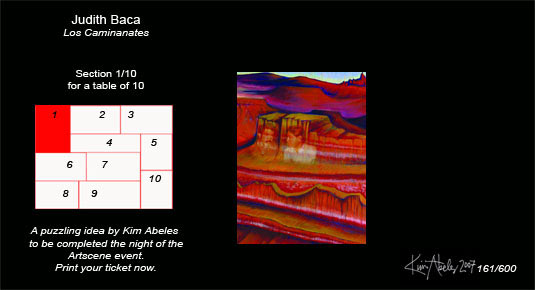 Judith Baca
Los Caminanates
Section 1/10
for a table of 10
1 2 3
4 5
6 7
10
8 9
A puzzling idea by Kim Abeles
to be completed the night of the
Artscene event.
Print your ticket now.
Kim Abeles 2007 161/600